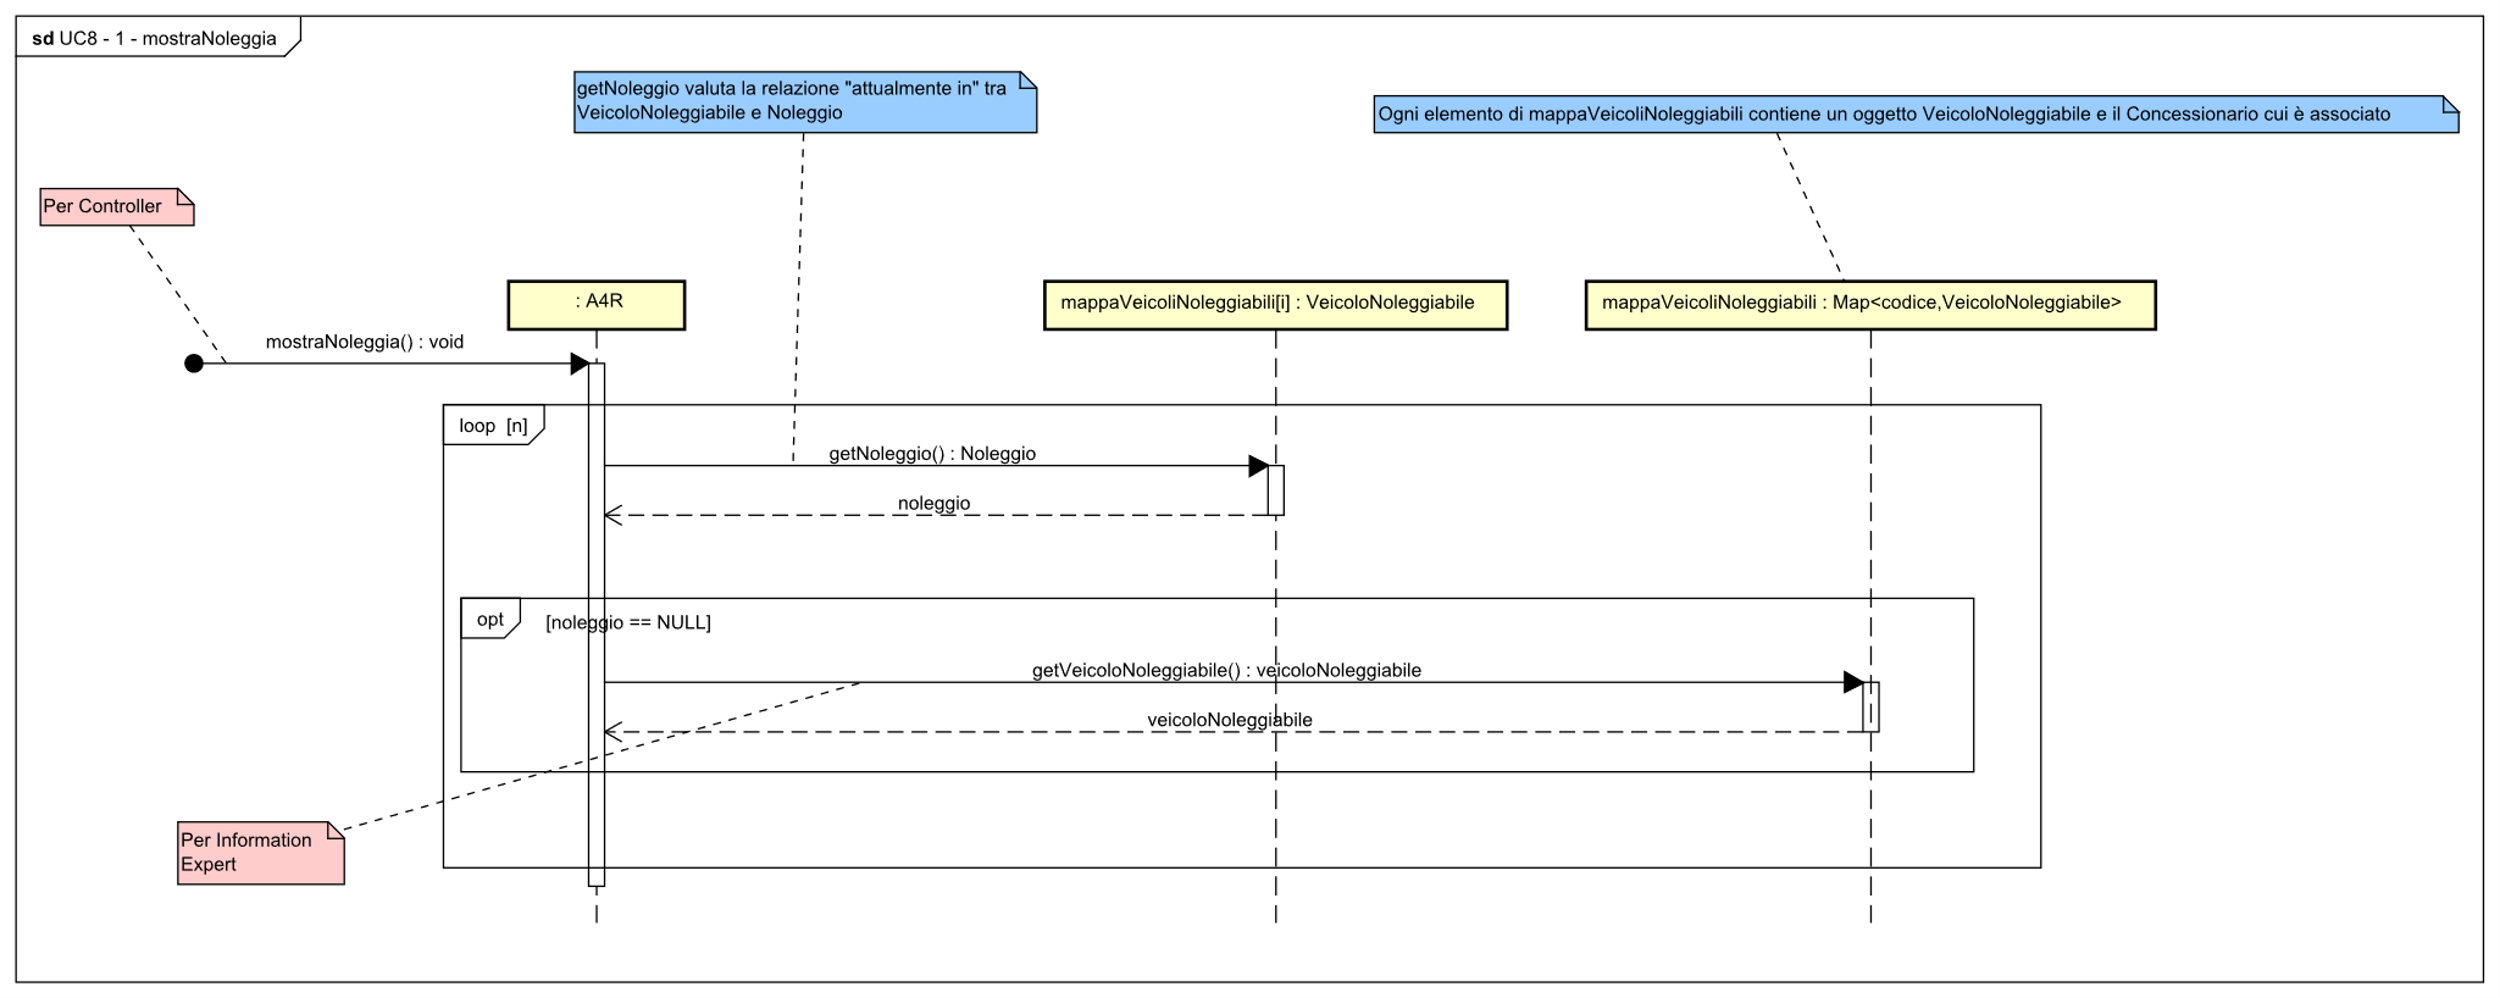 sd UC8 - 1 - mostraNoleggia
getNoleggio valuta la relazione "attualmente in" tra
VeicoloNoleggiabile e Noleggio
Ogni elemento di mappaVeicoliNoleggiabili contiene un oggetto VeicoloNoleggiabile e il Concessionario cui è associato
Per Controller
: A4R
mappaVeicoliNoleggiabili[i] : VeicoloNoleggiabile
mappaVeicoliNoleggiabili : Map<codice,VeicoloNoleggiabile>
mostraNoleggia() : void
loop [n]
getNoleggio() : Noleggio
noleggio
opt
[noleggio == NULL]
getVeicoloNoleggiabile() : veicoloNoleggiabile
veicoloNoleggiabile
Per Information
Expert